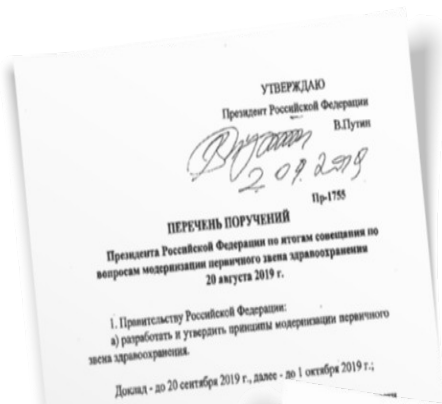 УТВЕРЖДАЮ
Президент Российской Федерации
В.Путин
2 09.2019
Пр-1755
ПЕРЕЧЕНЬ ПОРУЧЕНИЙ
Президента Российской Федерации по итогам совещания по
вопросам модернизации первичного звена здравоохранения
20 августа 2019 г.
1. Правительству Российской Федерации:
а) разработать и утвердить принципы модернизации первичного
звена здравоохранения.
Доклад - до 20 сентября 2019 г., далее - до 1 октября 2019 г.;